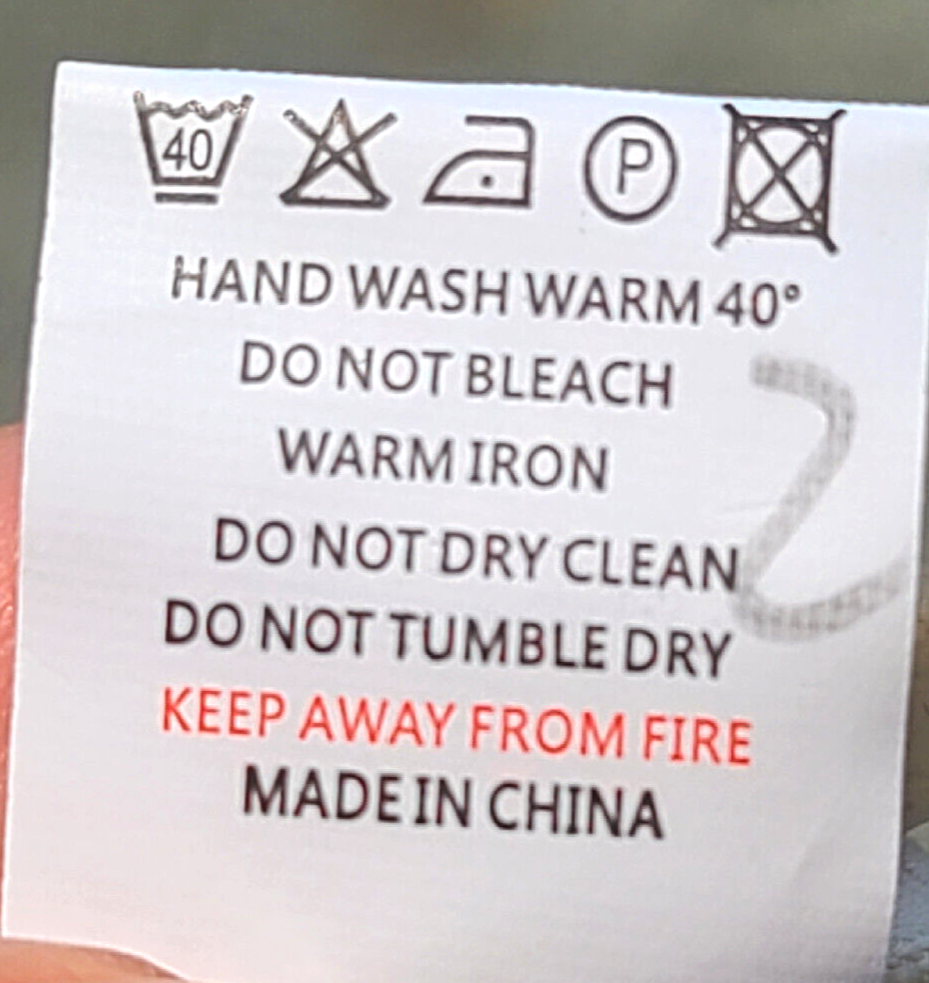 40 P
HAND WASH WARM 40°
DO NOT BLEACH
WARM IRON
DO NOT DRY CLEAN
DO NOT TUMBLE DRY
KEEP AWAY FROM FIRE
MADE IN CHINA